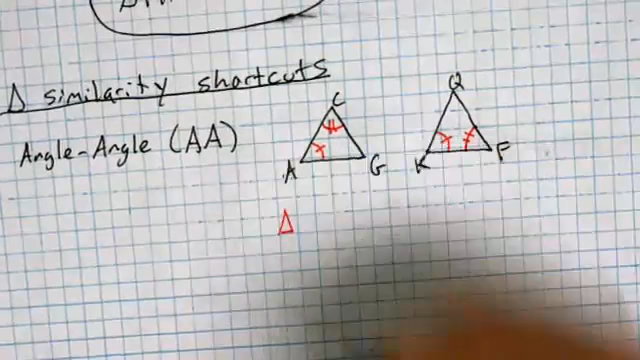 Δ similarity shortcuts
Angle-Angle (AA)
C
A
G
Q
K
F
Δ